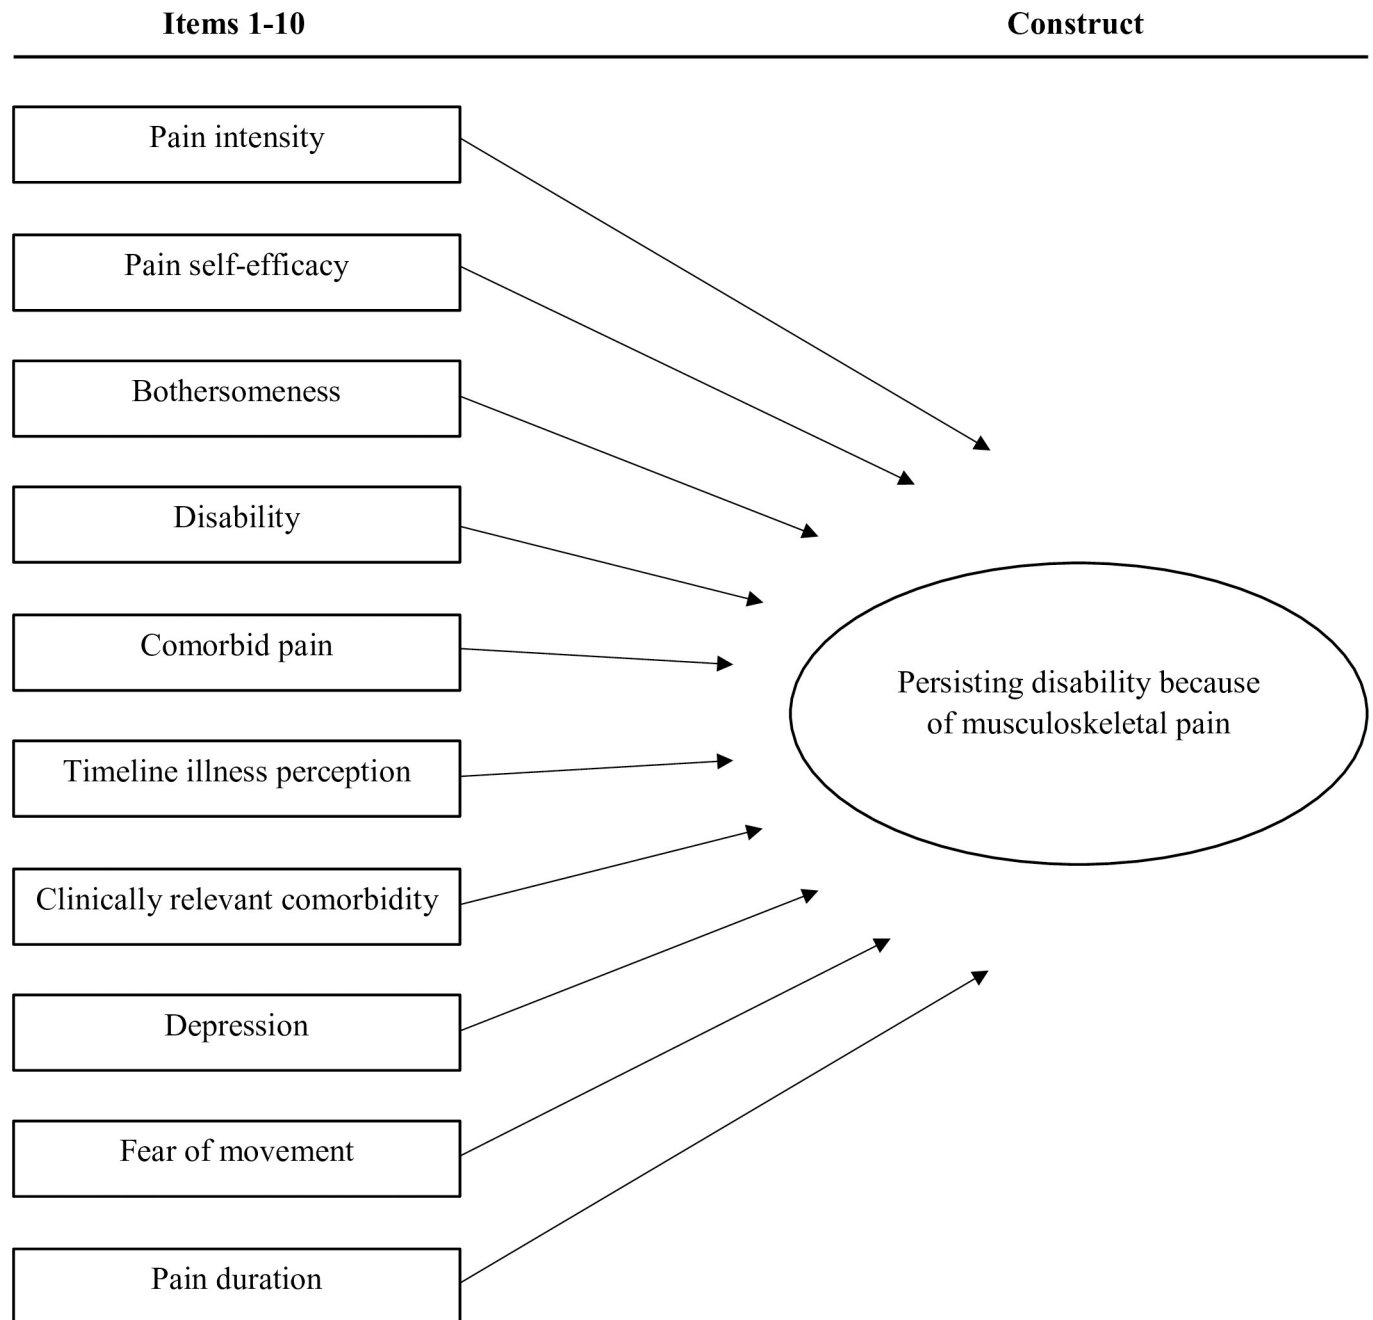 Items 1-10
Construct
Pain intensity
Pain self-efficacy
Bothersomeness
Disability
Comorbid pain
Timeline illness perception
Clinically relevant comorbidity
Depression
Fear of movement
Pain duration
Persisting disability because
of musculoskeletal pain